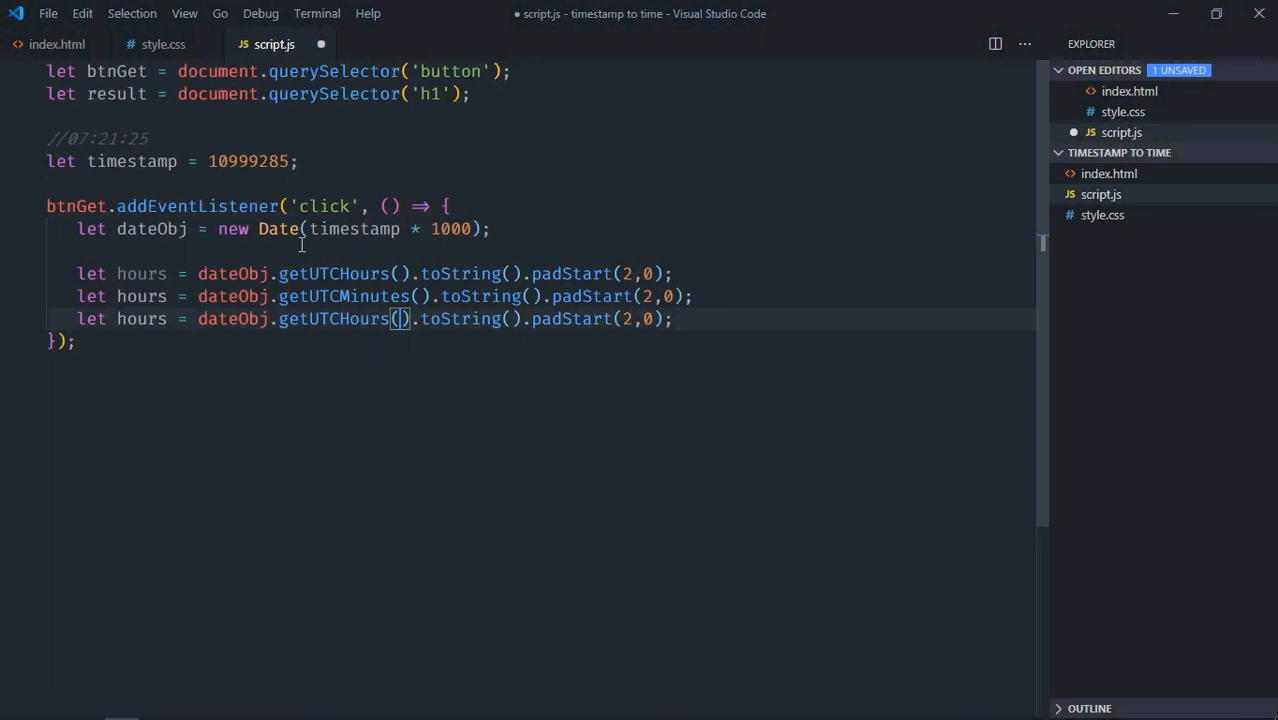 File Edit Selection View Go Debug Terminal Help
● script.js - timestamp to time - Visual Studio Code
index.html
style.css
JS script.js
let btnGet = document.querySelector('button');
let result = document.querySelector('h1');
//07:21:25
let timestamp = 10999285;
btnGet.addEventListener('click', () => {
let dateObj = new Date(timestamp * 1000);
let hours = dateObj.getUTCHours().toString().padStart(2,0);
let hours = dateObj.getUTCMinutes().toString().padStart(2,0);
let hours = dateObj.getUTCHours().toString().padStart(2,0);
});
EXPLORER
OPEN EDITORS 1 UNSAVED
index.html
# style.css
JS script.js
TIMESTAMP TO TIME
index.html
JS script.js
# style.css
OUTLINE